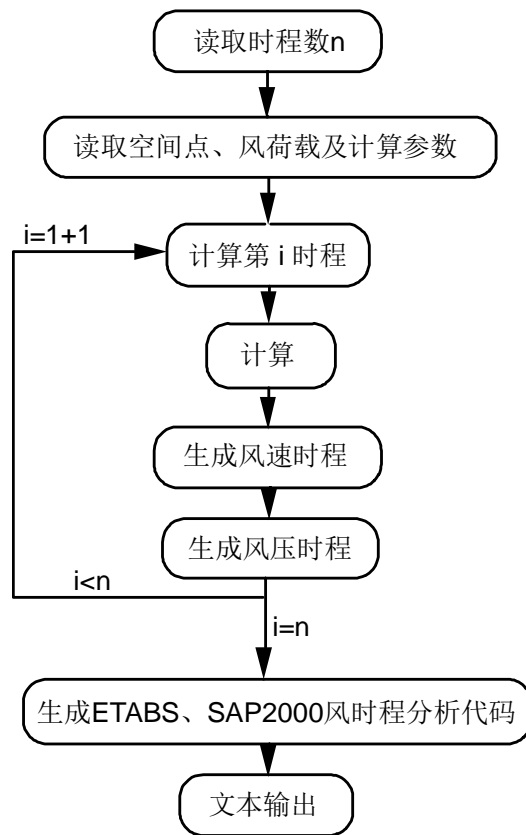 读取时程数n
读取空间点、风荷载及计算参数
i=1+1
计算第 i 时程
计算
生成风速时程
生成风压时程
i<n
i=n
生成ETABS、SAP2000风时程分析代码
文本输出